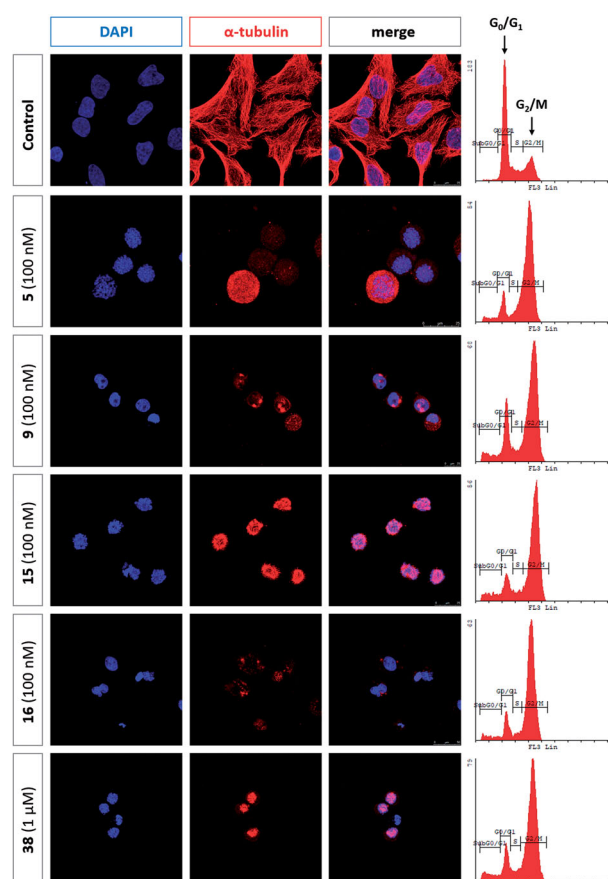 DAPI
α-tubulin
merge
G₀/G₁
G₂/M
Control
G0/G1
SubG0/G1 S G2/M
FL3 Lin
5 (100 nM)
84
G0/G1
SubG0/G1 S G2/M
FL3 Lin
9 (100 nM)
G0/G1
SubG0/G1 S G2/M
FL3 Lin
15 (100 nM)
G0/G1
SubG0/G1 S G2/M
FL3 Lin
16 (100 nM)
G0/G1
SubG0/G1 S G2/M
FL3 Lin
38 (1 µM)
79
G0/G1
SubG0/G1 S G2/M